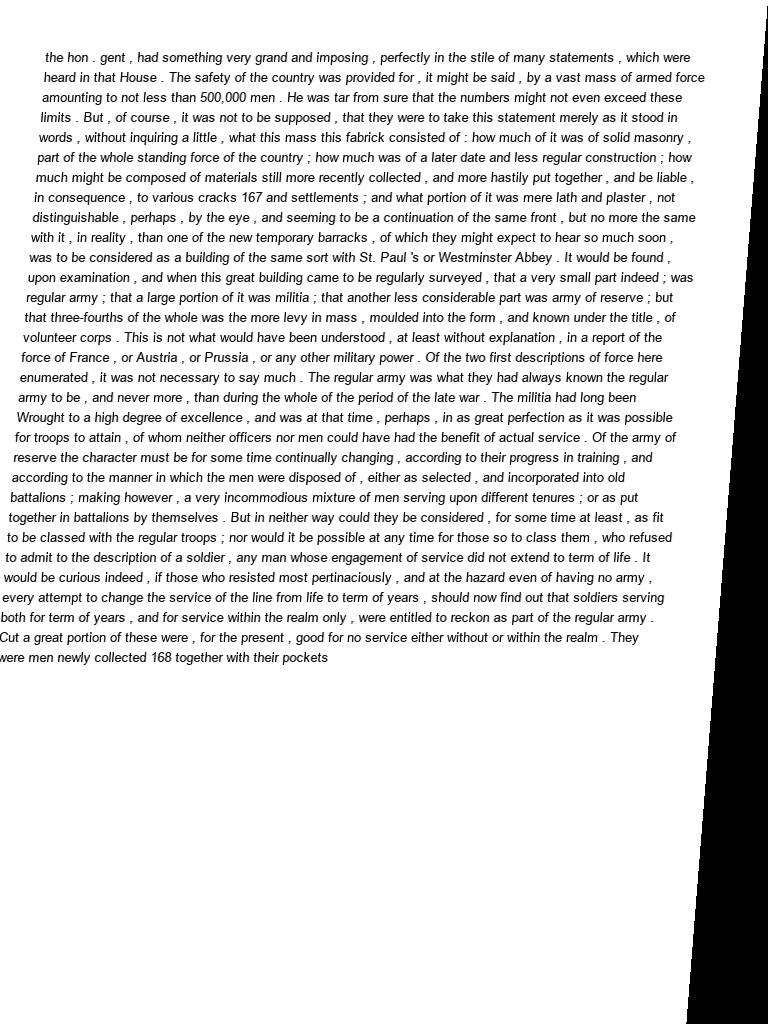 the hon . gent , had something very grand and imposing , perfectly in the stile of many statements , which were
heard in that House . The safety of the country was provided for , it might be said , by a vast mass of armed force
amounting to not less than 500,000 men . He was tar from sure that the numbers might not even exceed these
limits . But , of course , it was not to be supposed , that they were to take this statement merely as it stood in
words , without inquiring a little , what this mass this fabrick consisted of : how much of it was of solid masonry ,
part of the whole standing force of the country ; how much was of a later date and less regular construction ; how
much might be composed of materials still more recently collected , and more hastily put together , and be liable ,
in consequence , to various cracks 167 and settlements ; and what portion of it was mere lath and plaster , not
distinguishable , perhaps , by the eye , and seeming to be a continuation of the same front , but no more the same
with it , in reality , than one of the new temporary barracks , of which they might expect to hear so much soon ,
was to be considered as a building of the same sort with St. Paul 's or Westminster Abbey . It would be found ,
upon examination , and when this great building came to be regularly surveyed , that a very small part indeed ; was
regular army ; that a large portion of it was militia ; that another less considerable part was army of reserve ; but
that three-fourths of the whole was the more levy in mass , moulded into the form , and known under the title , of
volunteer corps . This is not what would have been understood , at least without explanation , in a report of the
force of France , or Austria , or Prussia , or any other military power . Of the two first descriptions of force here
enumerated , it was not necessary to say much . The regular army was what they had always known the regular
army to be , and never more , than during the whole of the period of the late war . The militia had long been
Wrought to a high degree of excellence , and was at that time , perhaps , in as great perfection as it was possible
for troops to attain , of whom neither officers nor men could have had the benefit of actual service . Of the army of
reserve the character must be for some time continually changing , according to their progress in training , and
according to the manner in which the men were disposed of , either as selected , and incorporated into old
battalions ; making however , a very incommodious mixture of men serving upon different tenures ; or as put
together in battalions by themselves . But in neither way could they be considered , for some time at least , as fit
to be classed with the regular troops ; nor would it be possible at any time for those so to class them , who refused
to admit to the description of a soldier , any man whose engagement of service did not extend to term of life . It
would be curious indeed , if those who resisted most pertinaciously , and at the hazard even of having no army ,
every attempt to change the service of the line from life to term of years , should now find out that soldiers serving
both for term of years , and for service within the realm only , were entitled to reckon as part of the regular army .
Cut a great portion of these were , for the present , good for no service either without or within the realm . They
were men newly collected 168 together with their pockets